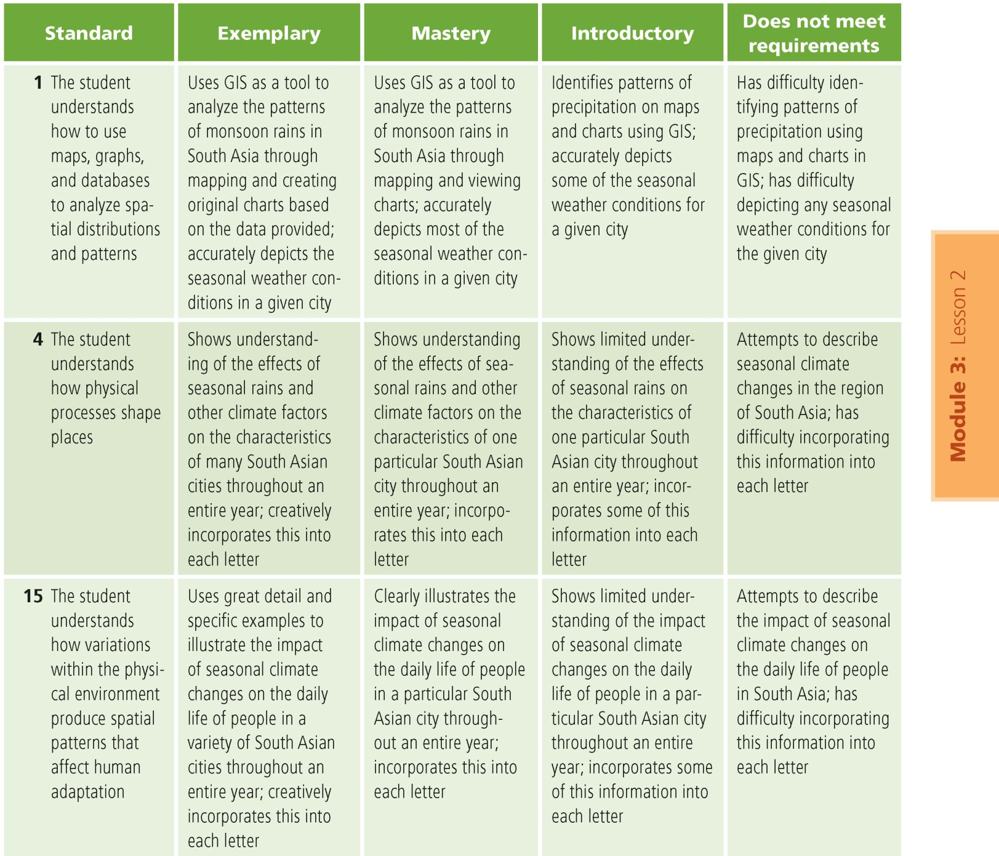 Standard
Exemplary
Mastery
Introductory
Does not meet
requirements
1 The student
understands
how to use
maps, graphs,
and databases
to analyze spa-
tial distributions
and patterns
Uses GIS as a tool to
analyze the patterns
of monsoon rains in
South Asia through
mapping and creating
original charts based
on the data provided;
accurately depicts the
seasonal weather con-
ditions in a given city
Uses GIS as a tool to
analyze the patterns
of monsoon rains in
South Asia through
mapping and viewing
charts; accurately
depicts most of the
seasonal weather con-
ditions in a given city
Identifies patterns of
precipitation on maps
and charts using GIS;
accurately depicts
some of the seasonal
weather conditions for
a given city
Has difficulty iden-
tifying patterns of
precipitation using
maps and charts in
GIS; has difficulty
depicting any seasonal
weather conditions for
the given city
4 The student
understands
how physical
processes shape
places
Shows understand-
ing of the effects of
seasonal rains and
other climate factors
on the characteristics
of many South Asian
cities throughout an
entire year; creatively
incorporates this into
each letter
Shows understanding
of the effects of sea-
sonal rains and other
climate factors on the
characteristics of one
particular South Asian
city throughout an
entire year; incorpo-
rates this into each
letter
Shows limited under-
standing of the effects
of seasonal rains on
the characteristics of
one particular South
Asian city throughout
an entire year; incor-
porates some of this
information into each
letter
Attempts to describe
seasonal climate
changes in the region
of South Asia; has
difficulty incorporating
this information into
each letter
15 The student
understands
how variations
within the physi-
cal environment
produce spatial
patterns that
affect human
adaptation
Uses great detail and
specific examples to
illustrate the impact
of seasonal climate
changes on the daily
life of people in a
variety of South Asian
cities throughout an
entire year; creatively
incorporates this into
each letter
Clearly illustrates the
impact of seasonal
climate changes on
the daily life of people
in a particular South
Asian city through-
out an entire year;
incorporates this into
each letter
Shows limited under-
standing of the impact
of seasonal climate
changes on the daily
life of people in a par-
ticular South Asian city
throughout an entire
year; incorporates some
of this information into
each letter
Attempts to describe
the impact of seasonal
climate changes on
the daily life of people
in South Asia; has
difficulty incorporating
this information into
each letter
Module 3: Lesson 2